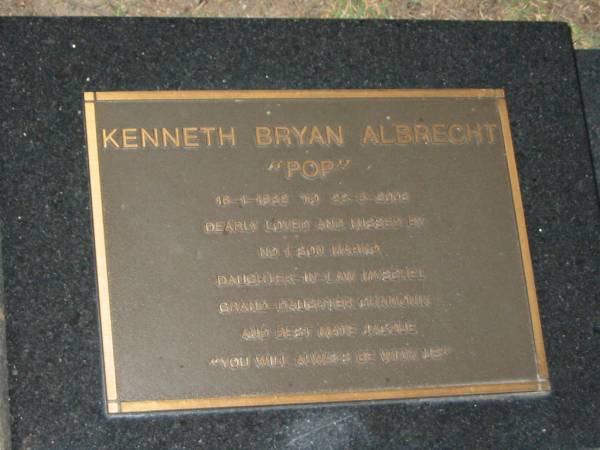 KENNETH BRYAN ALBRECHT
"POP"
TO
DEARLY LOVED AND MISSED BY
NO 1 SON
DAUGHTER-IN-LAW
GRAND-DAUGHTER
AND BEST MATE
"YOU WILL ALWAYS BE WITH ME"